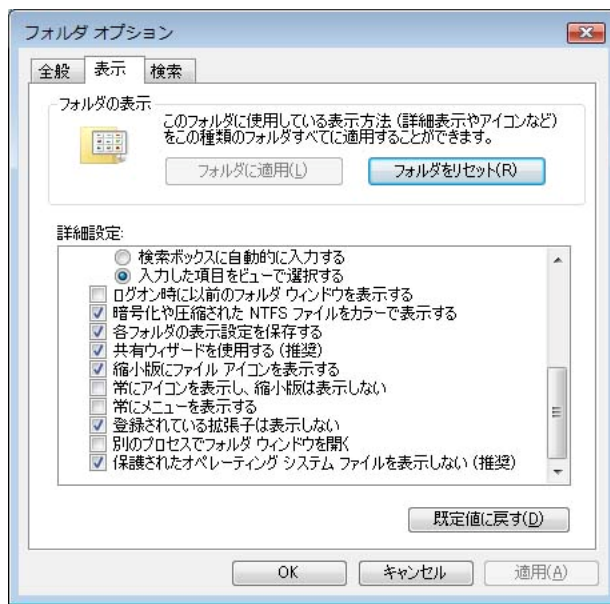 フォルダ オプション
全般 表示 検索
フォルダの表示
このフォルダに使用している表示方法 (詳細表示やアイコンなど)
をこの種類のフォルダすべてに適用することができます。
フォルダに適用(L) フォルダをリセット(R)
詳細設定:
検索ボックスに自動的に入力する
入力した項目をビューで選択する
ログオン時に以前のフォルダ ウィンドウを表示する
暗号化や圧縮された NTFS ファイルをカラーで表示する
各フォルダの表示設定を保存する
共有ウィザードを使用する (推奨)
縮小版にファイル アイコンを表示する
常にアイコンを表示し、縮小版は表示しない
常にメニューを表示する
登録されている拡張子は表示しない
別のプロセスでフォルダ ウィンドウを開く
保護されたオペレーティング システム ファイルを表示しない (推奨)
既定値に戻す(D)
OK キャンセル 適用(A)